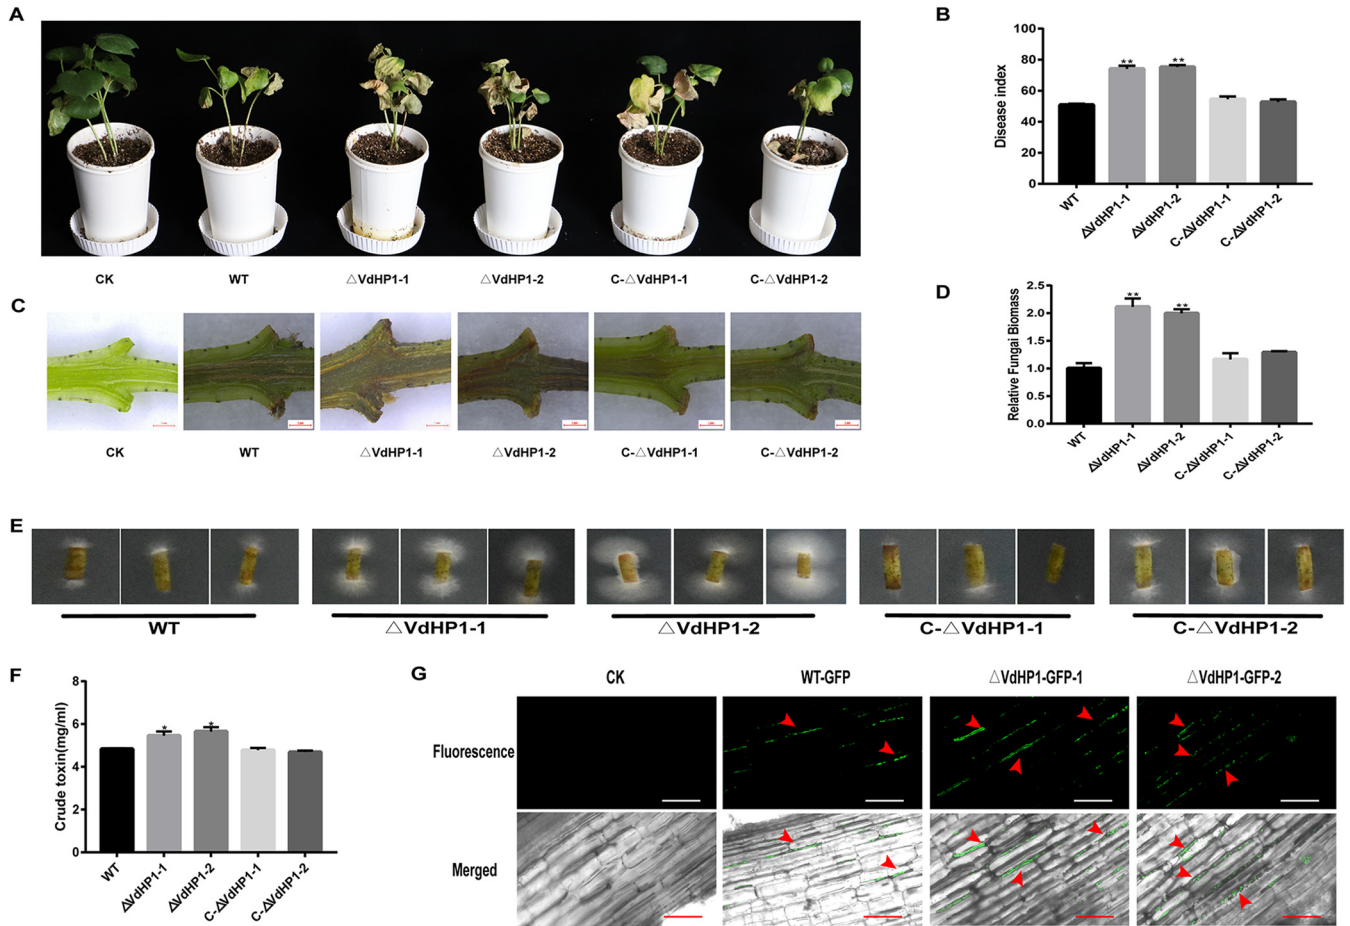 A
CK
WT
△VdHP1-1
△VdHP1-2
C-△VdHP1-1
C-△VdHP1-2
B
Disease index
100
80
60
40
20
0
**
**
WT
ΔVdHP1-1
ΔVdHP1-2
C-ΔVdHP1-1
C-ΔVdHP1-2
C
CK
WT
△VdHP1-1
△VdHP1-2
C-△VdHP1-1
C-△VdHP1-2
D
Relative Fungai Biomass
2.5
2.0
1.5
1.0
0.5
0.0
**
**
WT
ΔVdHP1-1
ΔVdHP1-2
C-ΔVdHP1-1
C-ΔVdHP1-2
E
WT
△VdHP1-1
△VdHP1-2
C-△VdHP1-1
C-△VdHP1-2
F
Crude toxin(mg/ml)
8
6
4
2
0
*
*
WT
ΔVdHP1-1
ΔVdHP1-2
C-ΔVdHP1-1
C-ΔVdHP1-2
G
CK
WT-GFP
△VdHP1-GFP-1
△VdHP1-GFP-2
Fluorescence
Merged